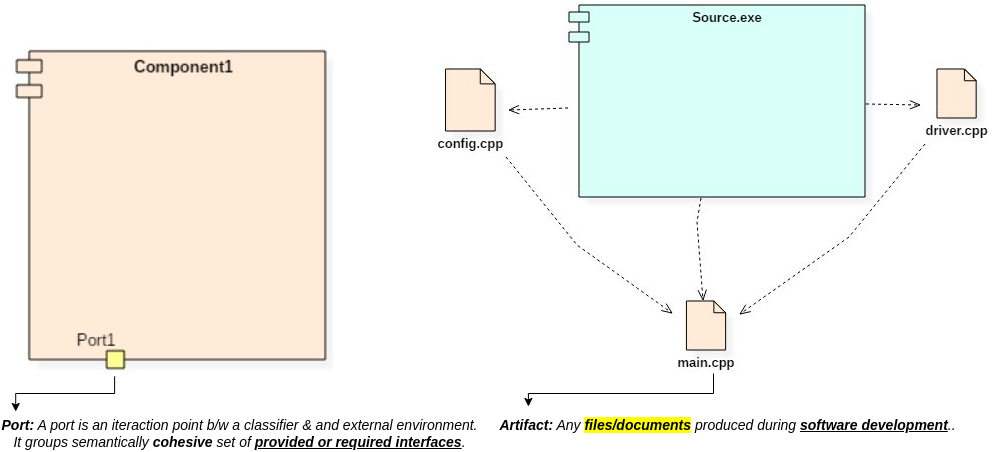 Component1
Port1
Port: A port is an iteraction point b/w a classifier & and external environment.
It groups semantically cohesive set of provided or required interfaces.
Source.exe
config.cpp
driver.cpp
main.cpp
Artifact: Any files/documents produced during software development..